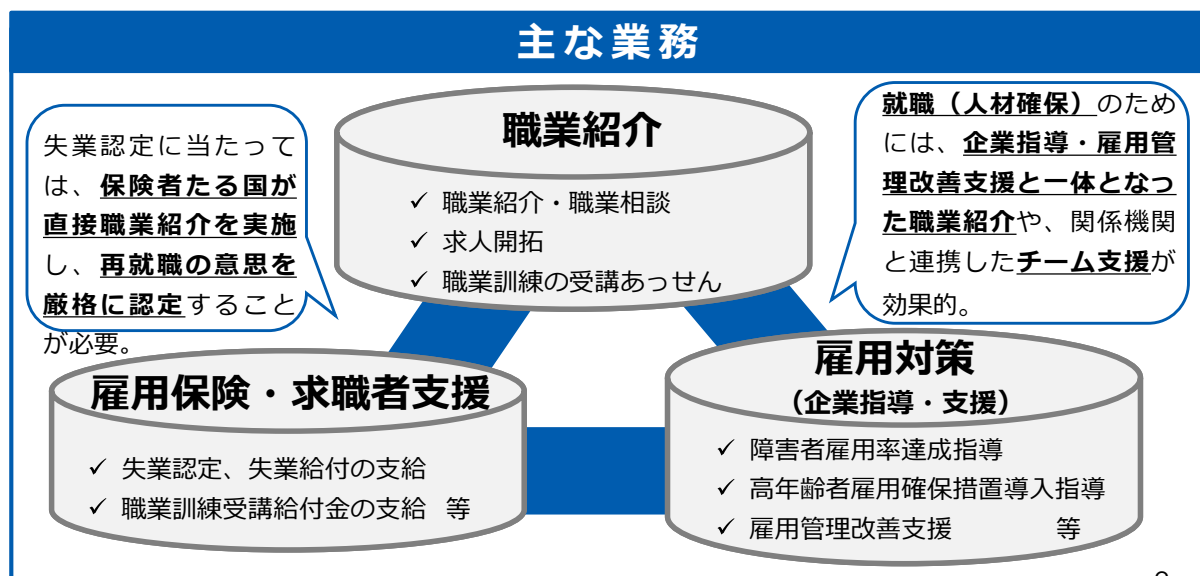 主な業務
失業認定に当たって
は、保険者たる国が
直接職業紹介を実施
し、再就職の意思を
厳格に認定すること
が必要。
職業紹介
✓ 職業紹介・職業相談
✓ 求人開拓
✓ 職業訓練の受講あっせん
就職（人材確保）のため
には、企業指導・雇用管
理改善支援と一体となっ
た職業紹介や、関係機関
と連携したチーム支援が
効果的。
雇用保険・求職者支援
✓ 失業認定、失業給付の支給
✓ 職業訓練受講給付金の支給 等
雇用対策
（企業指導・支援）
✓ 障害者雇用率達成指導
✓ 高年齢者雇用確保措置導入指導
✓ 雇用管理改善支援 等